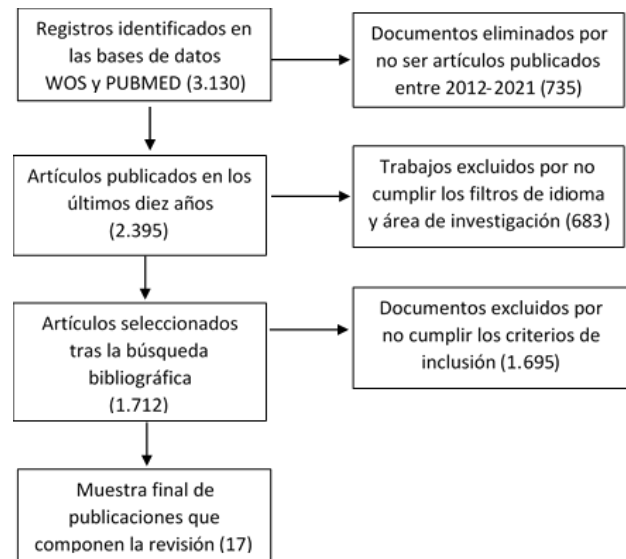 Registros identificados en
las bases de datos
WOS y PUBMED (3.130)
Documentos eliminados por
no ser artículos publicados
entre 2012-2021 (735)
Artículos publicados en los
últimos diez años
(2.395)
Trabajos excluidos por no
cumplir los filtros de idioma
y área de investigación (683)
Artículos seleccionados
tras la búsqueda
bibliográfica
(1.712)
Documentos excluidos por
no cumplir los criterios de
inclusión (1.695)
Muestra final de
publicaciones que
componen la revisión (17)